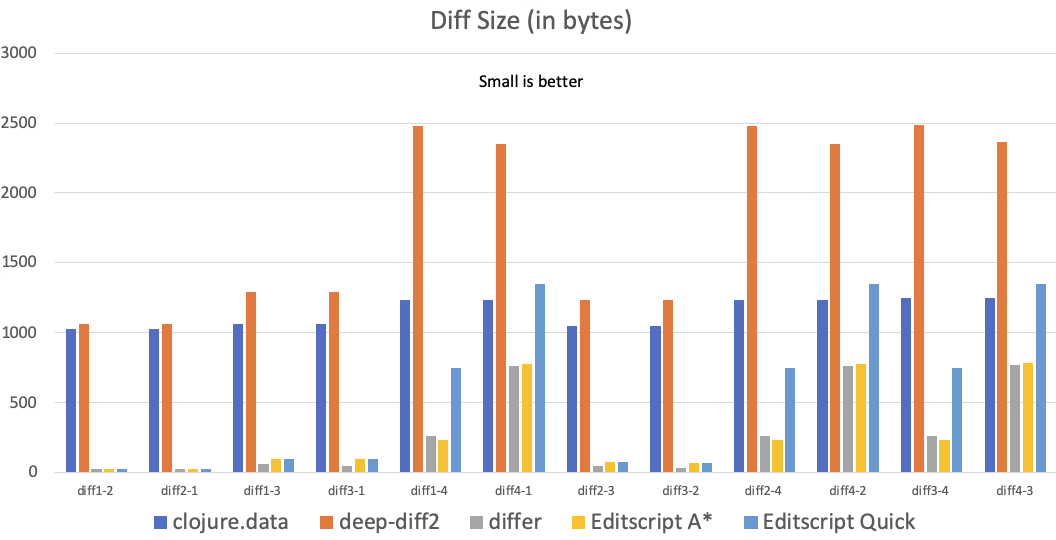 Diff Size (in bytes)
3000
Small is better
2500
2000
1500
1000
500
0
diff1-2 diff2-1 diff1-3 diff3-1 diff1-4 diff4-1 diff2-3 diff3-2 diff2-4 diff4-2 diff3-4 diff4-3
clojure.data deep-diff2 differ Editscript A* Editscript Quick